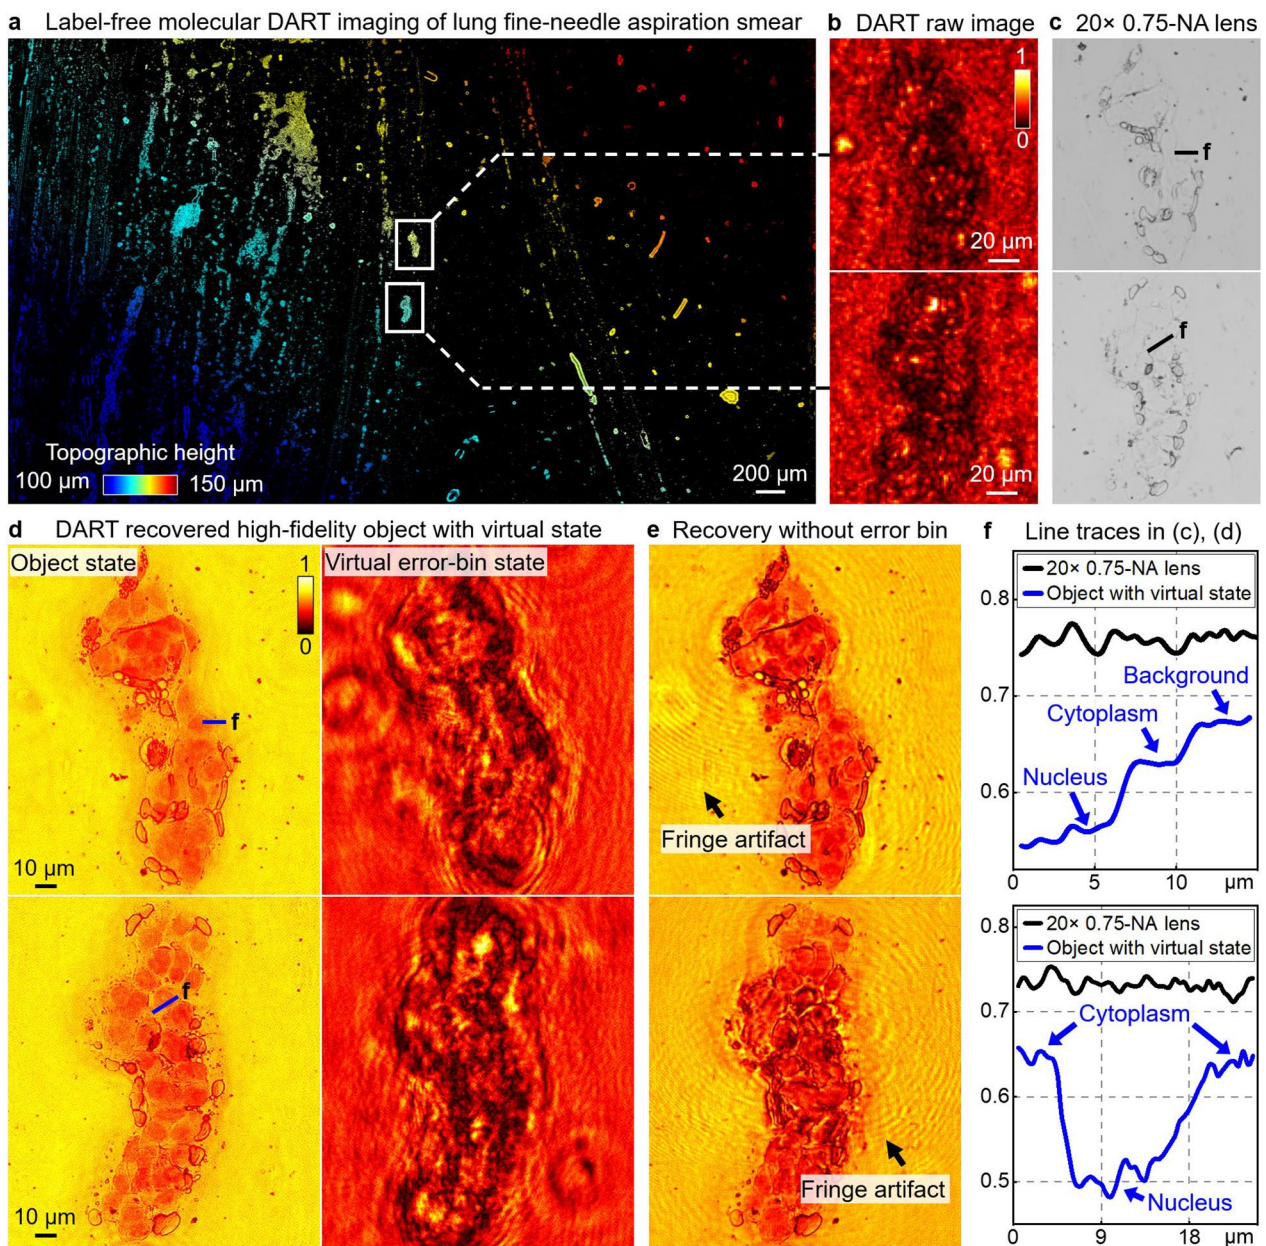 a Label-free molecular DART imaging of lung fine-needle aspiration smear
Topographic height
100 µm 150 µm
200 µm
b DART raw image
1
0
20 µm
20 µm
c 20× 0.75-NA lens
f
f
d DART recovered high-fidelity object with virtual state
Object state
1
0
Virtual error-bin state
f
10 µm
f
10 µm
e Recovery without error bin
Fringe artifact
Fringe artifact
f Line traces in (c), (d)
20× 0.75-NA lens
Object with virtual state
0.8
0.7
0.6
Background
Cytoplasm
Nucleus
0 5 10 µm
20× 0.75-NA lens
Object with virtual state
0.8
0.7
0.6
0.5
Cytoplasm
Nucleus
0 9 18 µm